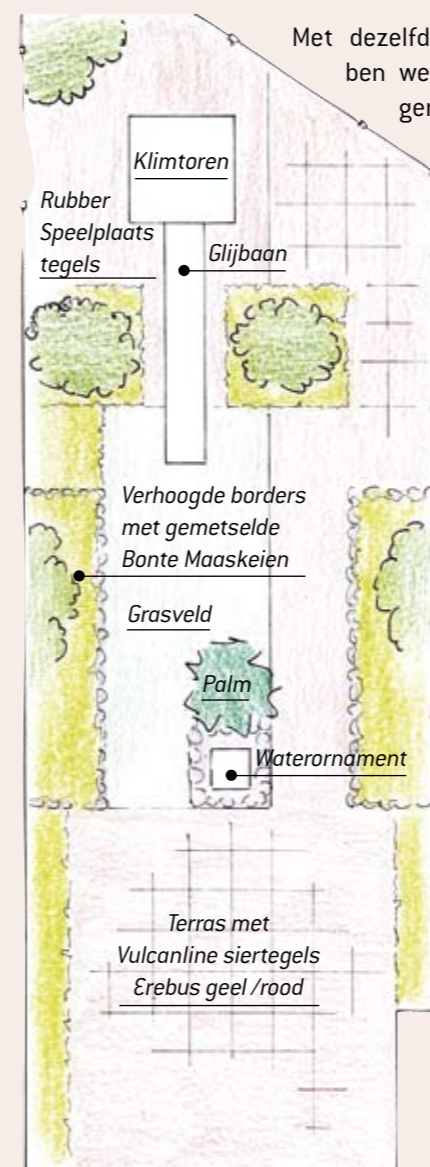 Met dezelfd
ben we
ger
Klimtoren
Rubber
Speelplaats
tegels
Glijbaan
Verhoogde borders
met gemetselde
Bonte Maaskeien
Grasveld
Palm
Waterornament
Terras met
Vulcanline siertegels
Erebus geel /rood